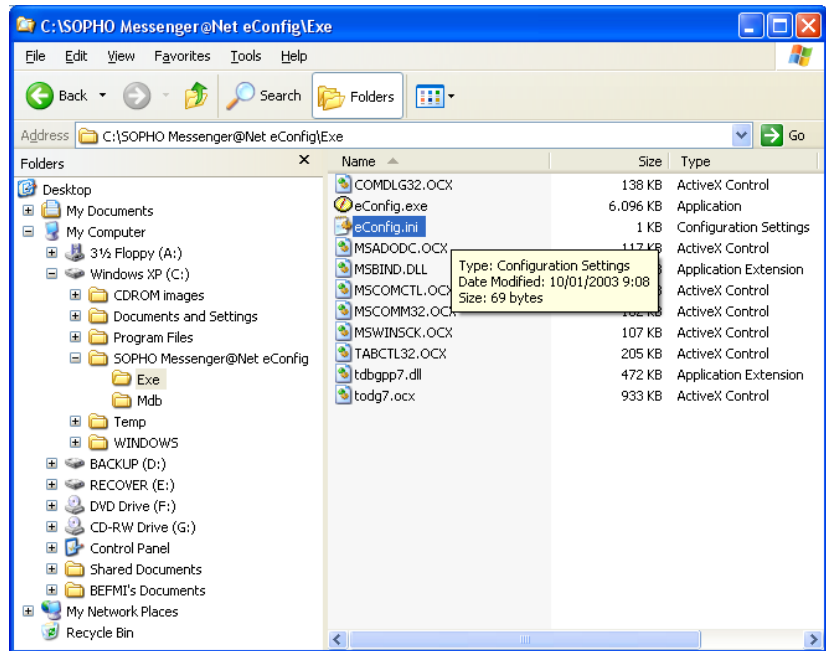 C:\SOPHO Messenger@Net eConfig\Exe
File Edit View Favorites Tools Help
Back Search Folders
Address C:\SOPHO Messenger@Net eConfig\Exe Go
Folders
Desktop
My Documents
My Computer
3½ Floppy (A:)
Windows XP (C:)
CDROM images
Documents and Settings
Program Files
SOPHO Messenger@Net eConfig
Exe
Mdb
Temp
WINDOWS
BACKUP (D:)
RECOVER (E:)
DVD Drive (F:)
CD-RW Drive (G:)
Control Panel
Shared Documents
BEFMI's Documents
My Network Places
Recycle Bin
Name Size Type
COMDLG32.OCX 138 KB ActiveX Control
eConfig.exe 6.096 KB Application
eConfig.ini 1 KB Configuration Settings
MSADODC.OCX 117 KB ActiveX Control
MSBIND.DLL Application Extension
MSCOMCTL.OCX ActiveX Control
MSCOMM32.OCX ActiveX Control
MSWINSCK.OCX 107 KB ActiveX Control
TABCTL32.OCX 205 KB ActiveX Control
tdbgpp7.dll 472 KB Application Extension
todg7.ocx 933 KB ActiveX Control
Type: Configuration Settings
Date Modified: 10/01/2003 9:08
Size: 69 bytes